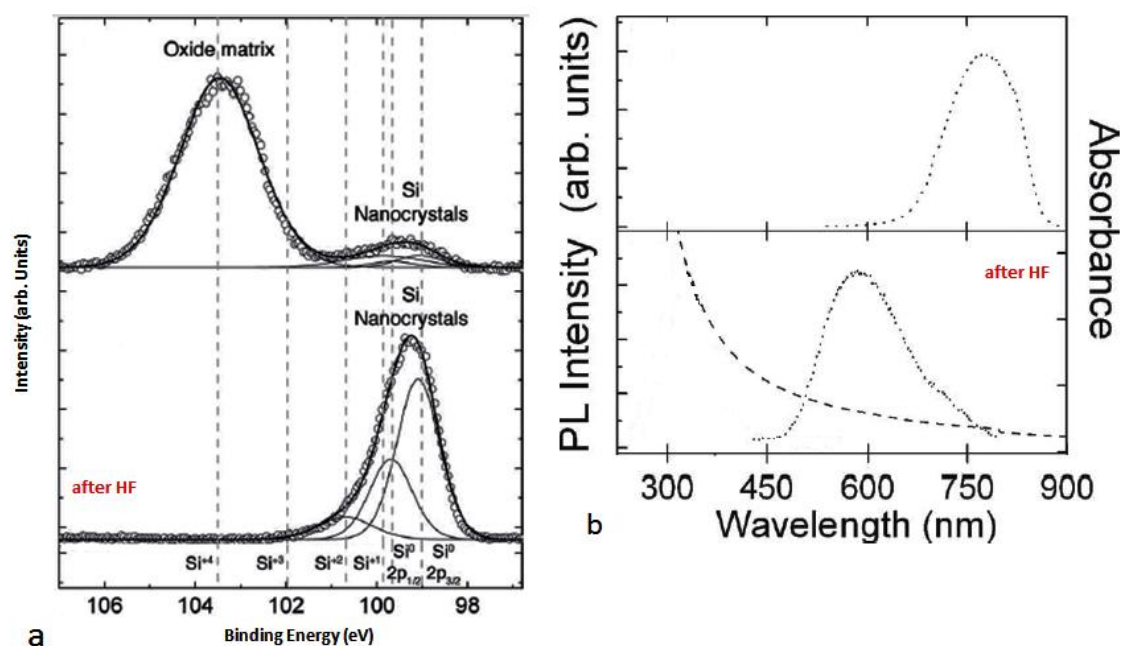 Oxide matrix
Si
Nanocrystals
Si
Nanocrystals
after HF
Si+4
Si+3
Si+2
Si+1
Si0
2p1/2
Si0
2p3/2
106
104
102
100
98
Intensity (arb. Units)
Binding Energy (eV)
a
PL Intensity (arb. units)
Absorbance
after HF
300
450
600
750
900
Wavelength (nm)
b